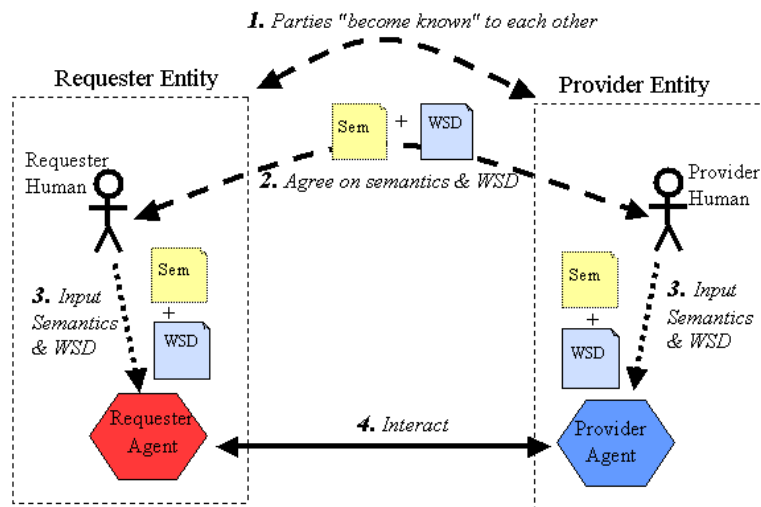 1. Parties "become known" to each other
Requester Entity
Provider Entity
Sem
+
WSD
Requester
Human
Provider
Human
2. Agree on semantics & WSD
Sem
+
WSD
3. Input
Semantics
& WSD
Sem
+
WSD
3. Input
Semantics
& WSD
Requester
Agent
4. Interact
Provider
Agent